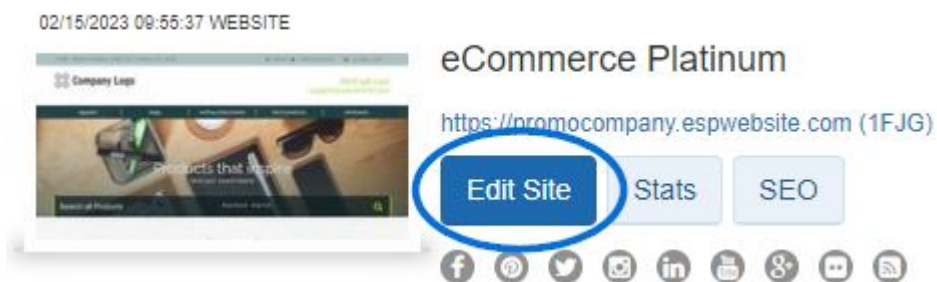 02/15/2023 09:55:37 WEBSITE
eCommerce Platinum
https://promocompany.espwebsite.com (1FJG)
Edit Site
Stats
SEO
Company Logo
Products that inspire
Search all Products